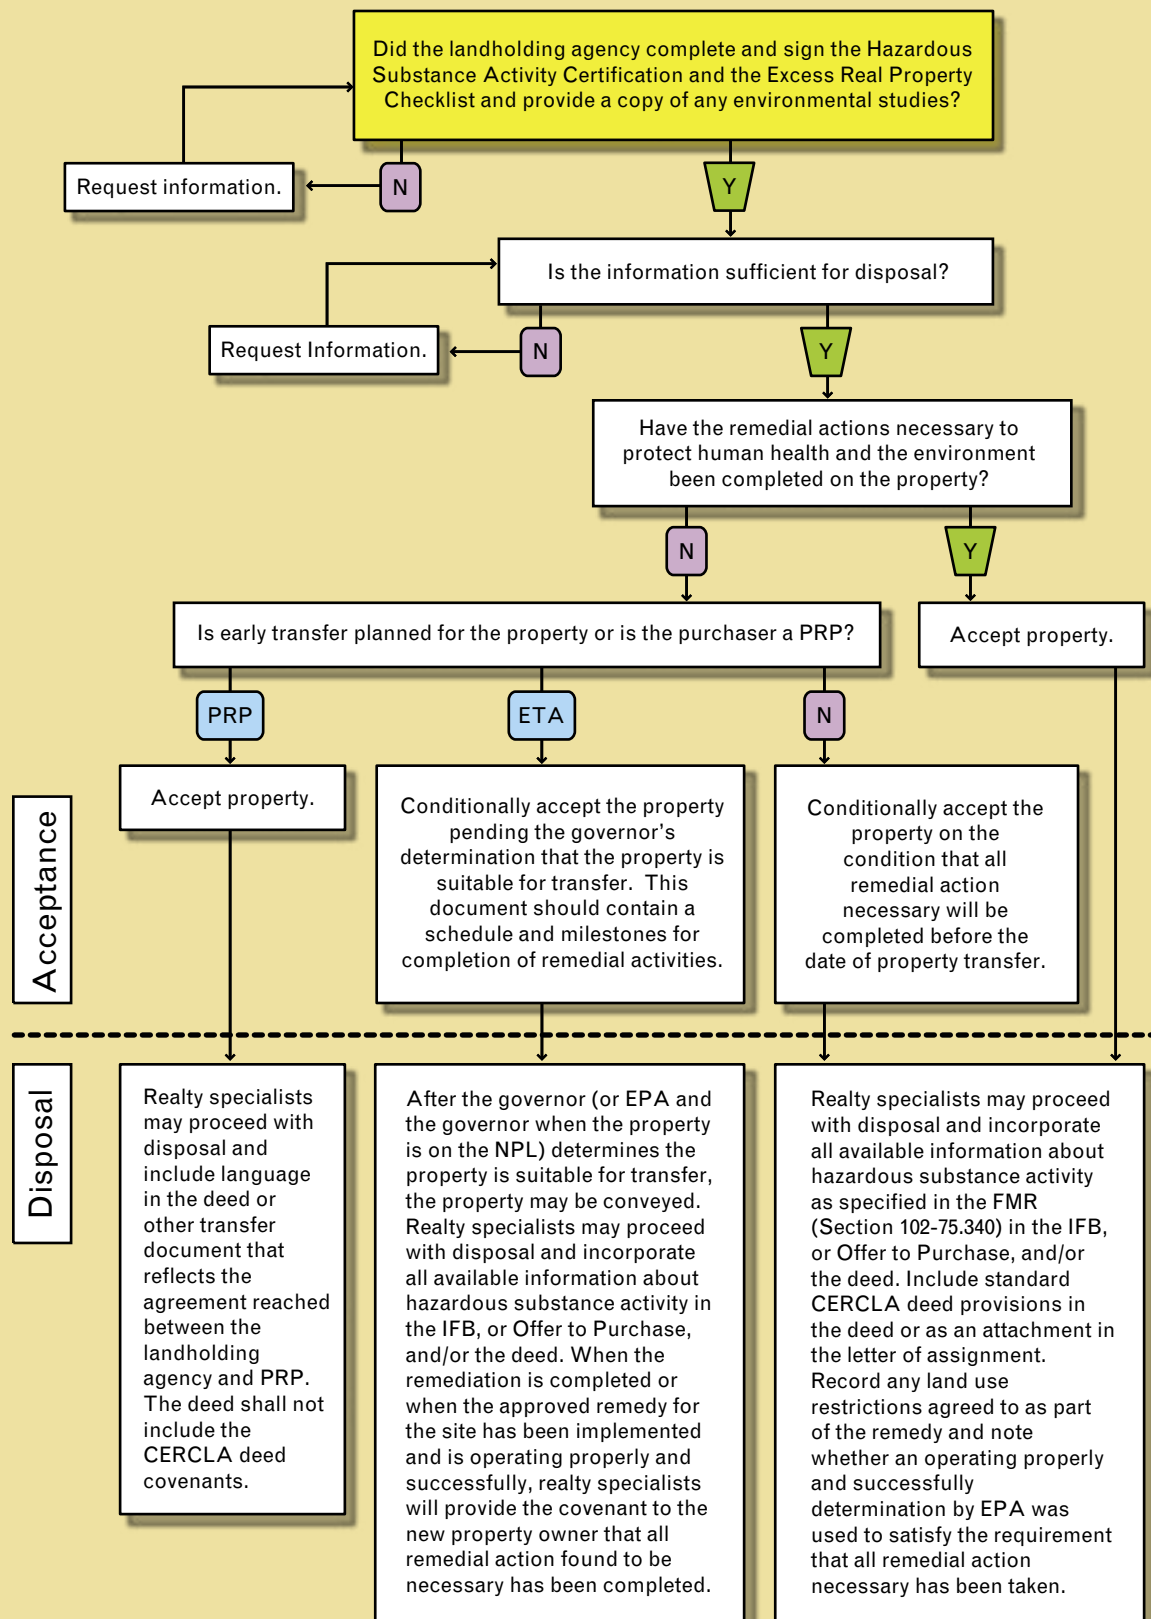 Did the landholding agency complete and sign the Hazardous
Substance Activity Certification and the Excess Real Property
Checklist and provide a copy of any environmental studies?
Request information.
N
Y
Is the information sufficient for disposal?
Request Information.
N
Y
Have the remedial actions necessary to
protect human health and the environment
been completed on the property?
N
Y
Is early transfer planned for the property or is the purchaser a PRP?
Accept property.
PRP
ETA
N
Acceptance
Accept property.
Conditionally accept the property
pending the governor's
determination that the property is
suitable for transfer. This
document should contain a
schedule and milestones for
completion of remedial activities.
Conditionally accept the
property on the
condition that all
remedial action
necessary will be
completed before the
date of property transfer.
Disposal
Realty specialists
may proceed with
disposal and
include language
in the deed or
other transfer
document that
reflects the
agreement reached
between the
landholding
agency and PRP.
The deed shall not
include the
CERCLA deed
covenants.
After the governor (or EPA and
the governor when the property
is on the NPL) determines the
property is suitable for transfer,
the property may be conveyed.
Realty specialists may proceed
with disposal and incorporate
all available information about
hazardous substance activity in
the IFB, or Offer to Purchase,
and/or the deed. When the
remediation is completed or
when the approved remedy for
the site has been implemented
and is operating properly and
successfully, realty specialists
will provide the covenant to the
new property owner that all
remedial action found to be
necessary has been completed.
Realty specialists may proceed
with disposal and incorporate
all available information about
hazardous substance activity
as specified in the FMR
(Section 102-75.340) in the IFB,
or Offer to Purchase, and/or
the deed. Include standard
CERCLA deed provisions in
the deed or as an attachment in
the letter of assignment.
Record any land use
restrictions agreed to as part
of the remedy and note
whether an operating properly
and successfully
determination by EPA was
used to satisfy the requirement
that all remedial action
necessary has been taken.